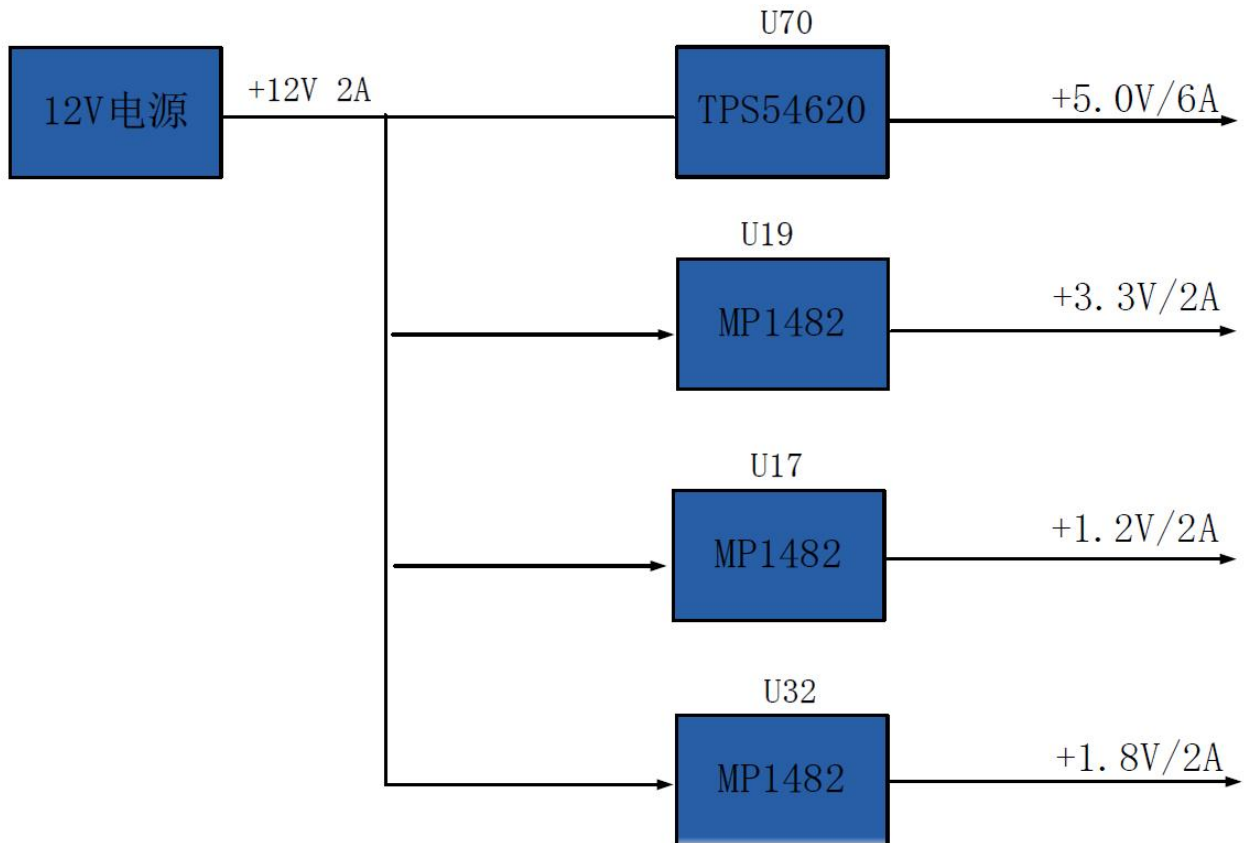 U70
12V电源
+12V 2A
TPS54620
+5.0V/6A
U19
MP1482
+3.3V/2A
U17
MP1482
+1.2V/2A
U32
MP1482
+1.8V/2A